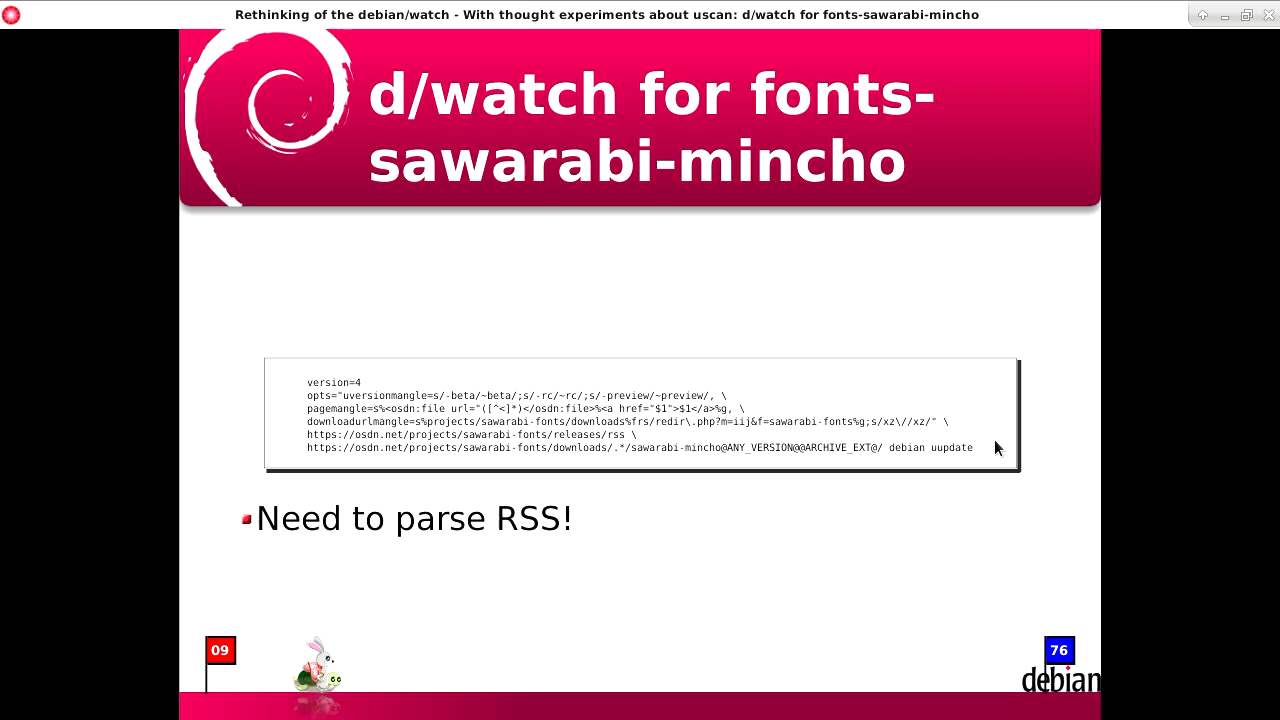 Rethinking of the debian/watch - With thought experiments about uscan: d/watch for fonts-sawarabi-mincho
d/watch for fonts-
sawarabi-mincho
version=4
opts="uversionmangle=s/-beta/~beta/;s/-rc/~rc/;s/-preview/~preview/, \
pagemangle=s%<osdn:file url="([^<]*)</osdn:file>%<a href="$1">$1</a>%g, \
downloadurlmangle=s%projects/sawarabi-fonts/downloads%frs/redir\.php?m=iij&f=sawarabi-fonts%g;s/xz\//xz/" \
https://osdn.net/projects/sawarabi-fonts/releases/rss \
https://osdn.net/projects/sawarabi-fonts/downloads/.*/sawarabi-mincho@ANY_VERSION@@ARCHIVE_EXT@/ debian uupdate
Need to parse RSS!
09
76
debian